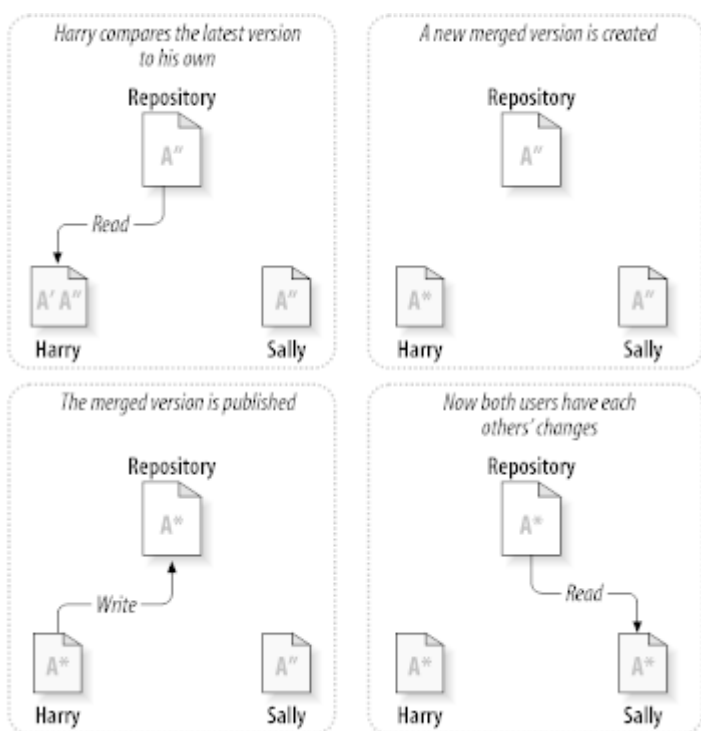 Harry compares the latest version
to his own
Repository
A″
Read
A′ A″
A″
Harry
Sally
A new merged version is created
Repository
A″
A*
A″
Harry
Sally
The merged version is published
Repository
A*
Write
A*
A″
Harry
Sally
Now both users have each
others’ changes
Repository
A*
Read
A*
A*
Harry
Sally